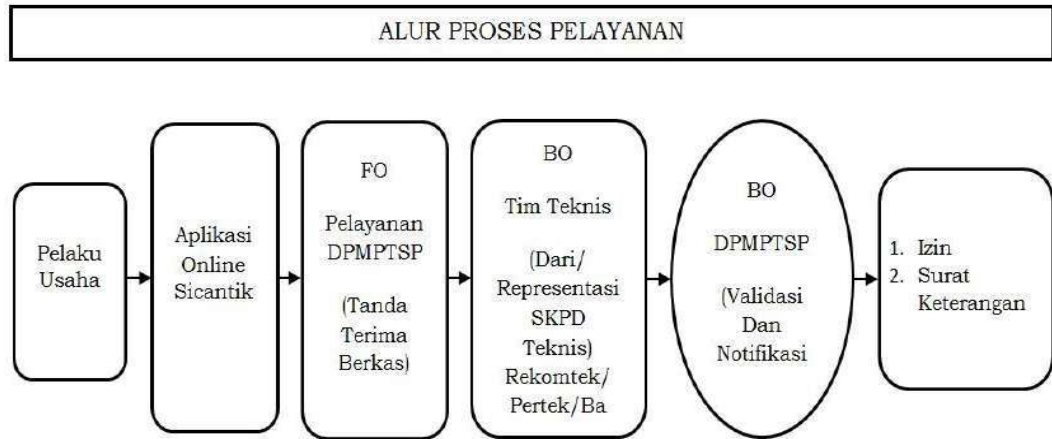 ALUR PROSES PELAYANAN
Pelaku
Usaha
Aplikasi
Online
Sicantik
FO
Pelayanan
DPMPTSP
(Tanda
Terima
Berkas)
BO
Tim Teknis
(Dari/
Representasi
SKPD
Teknis)
Rekomtek/
Pertek/Ba
BO
DPMPTSP
(Validasi
Dan
Notifikasi
1. Izin
2. Surat
Keterangan